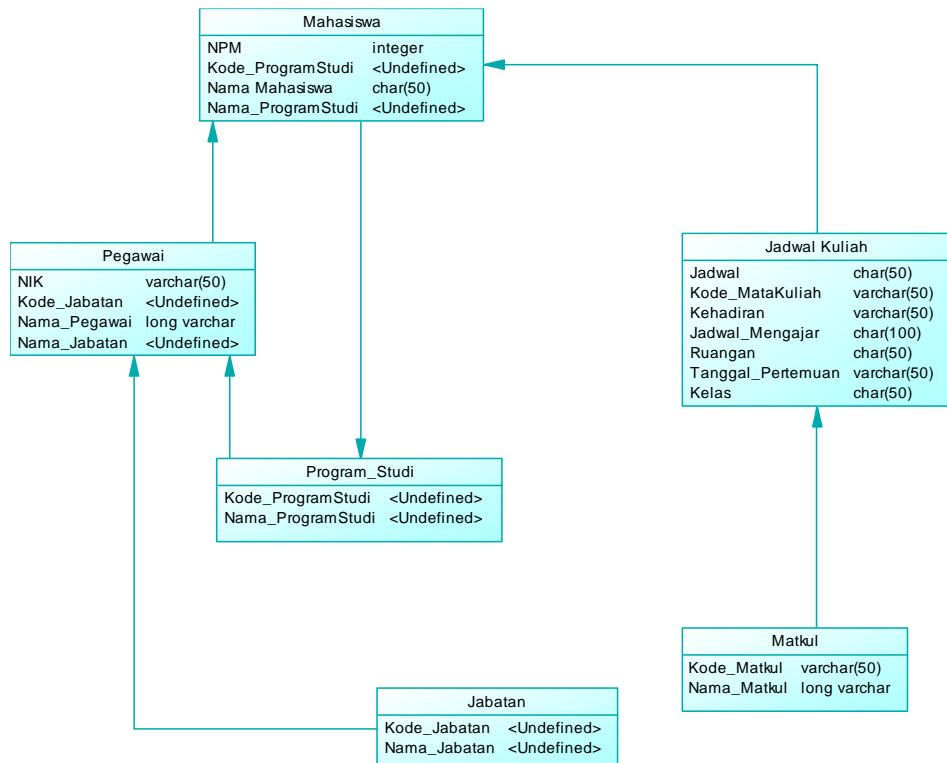 Mahasiswa
NPM integer
Kode_ProgramStudi <Undefined>
Nama Mahasiswa char(50)
Nama_ProgramStudi <Undefined>
Pegawai
NIK varchar(50)
Kode_Jabatan <Undefined>
Nama_Pegawai long varchar
Nama_Jabatan <Undefined>
Jadwal Kuliah
Jadwal char(50)
Kode_MataKuliah varchar(50)
Kehadiran varchar(50)
Jadwal_Mengajar char(100)
Ruangan char(50)
Tanggal_Pertemuan varchar(50)
Kelas char(50)
Program_Studi
Kode_ProgramStudi <Undefined>
Nama_ProgramStudi <Undefined>
Matkul
Kode_Matkul varchar(50)
Nama_Matkul long varchar
Jabatan
Kode_Jabatan <Undefined>
Nama_Jabatan <Undefined>